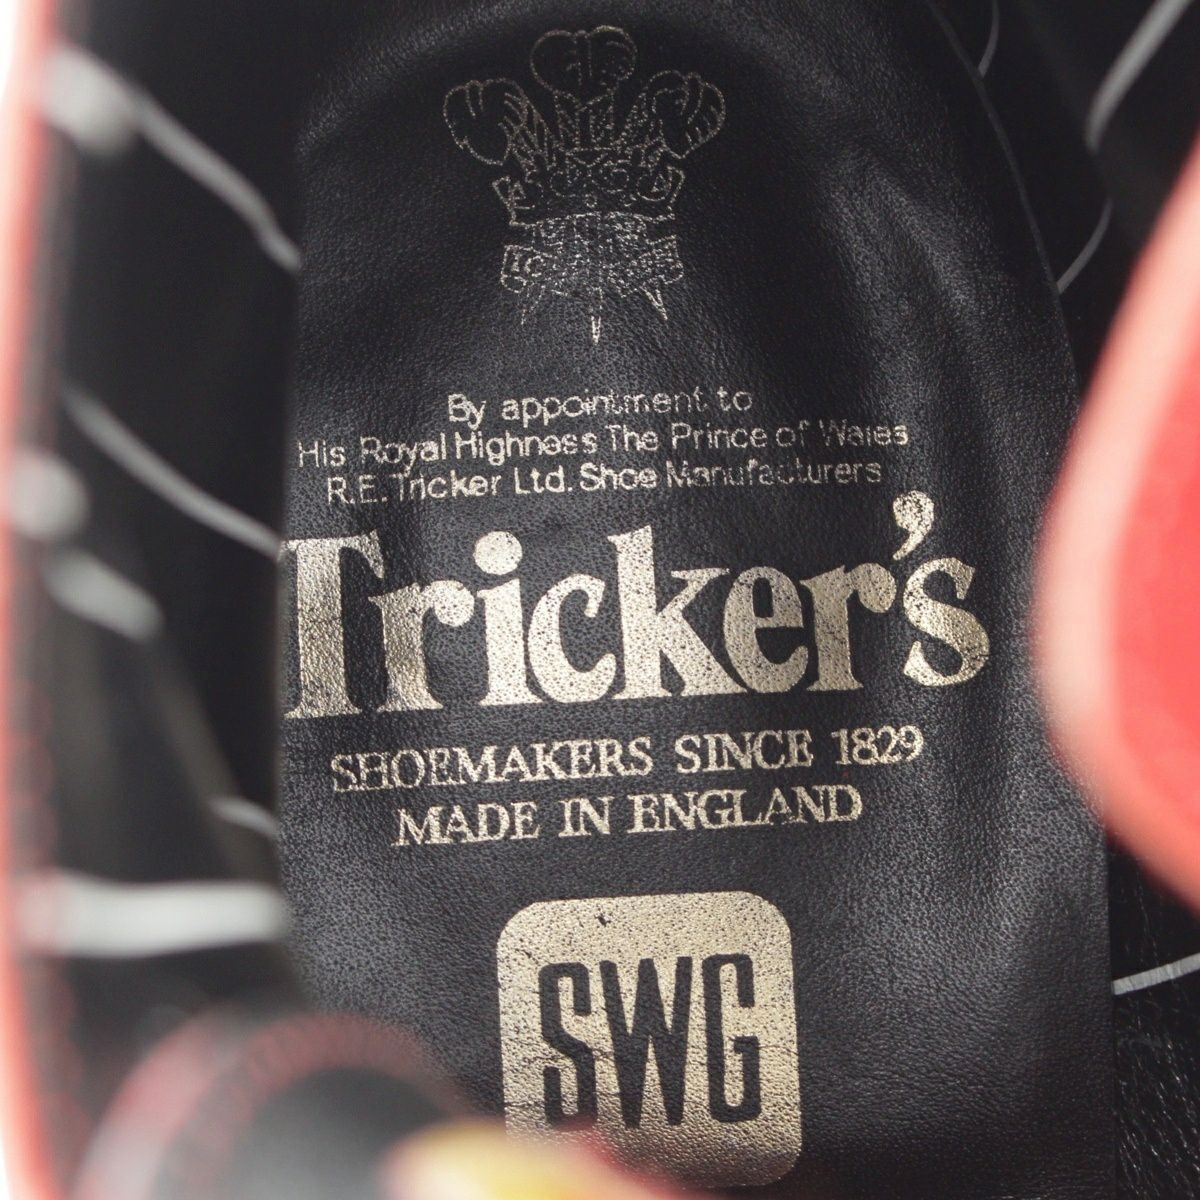 By appointment to
His Royal Highness The Prince of Wales
R.E. Tricker Ltd. Shoe Manufacturers
Tricker's
SHOEMAKERS SINCE 1829
MADE IN ENGLAND
SWG